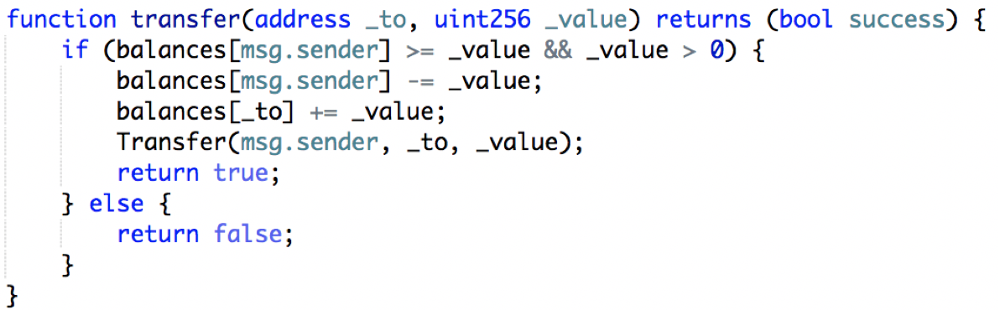 function transfer(address _to, uint256 _value) returns (bool success) {
    if (balances[msg.sender] >= _value && _value > 0) {
        balances[msg.sender] -= _value;
        balances[_to] += _value;
        Transfer(msg.sender, _to, _value);
        return true;
    } else {
        return false;
    }
}